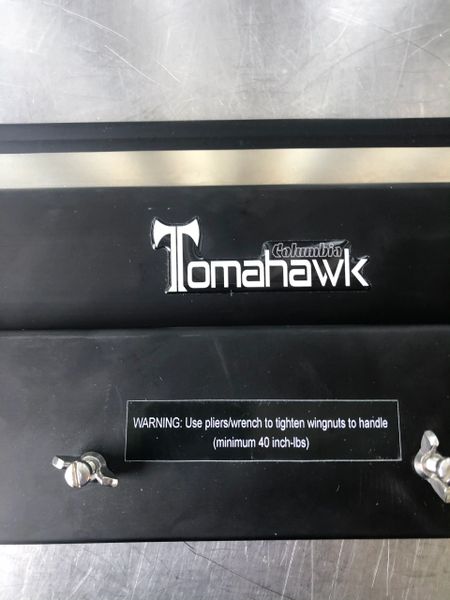 Columbia
Tomahawk
WARNING: Use pliers/wrench to tighten wingnuts to handle
(minimum 40 inch-lbs)